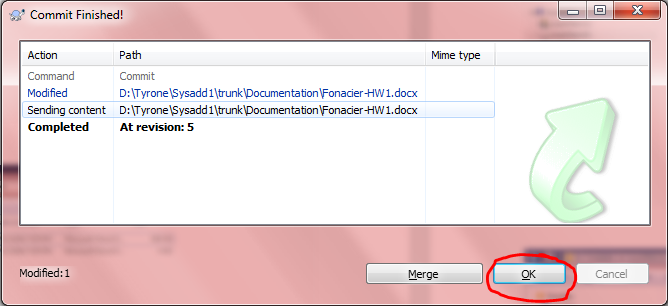 Commit Finished!
Action Path Mime type
Command Commit
Modified D:\Tyrone\Sysadd1\trunk\Documentation\Fonacier-HW1.docx
Sending content D:\Tyrone\Sysadd1\trunk\Documentation\Fonacier-HW1.docx
Completed At revision: 5
Modified:1 Merge OK Cancel